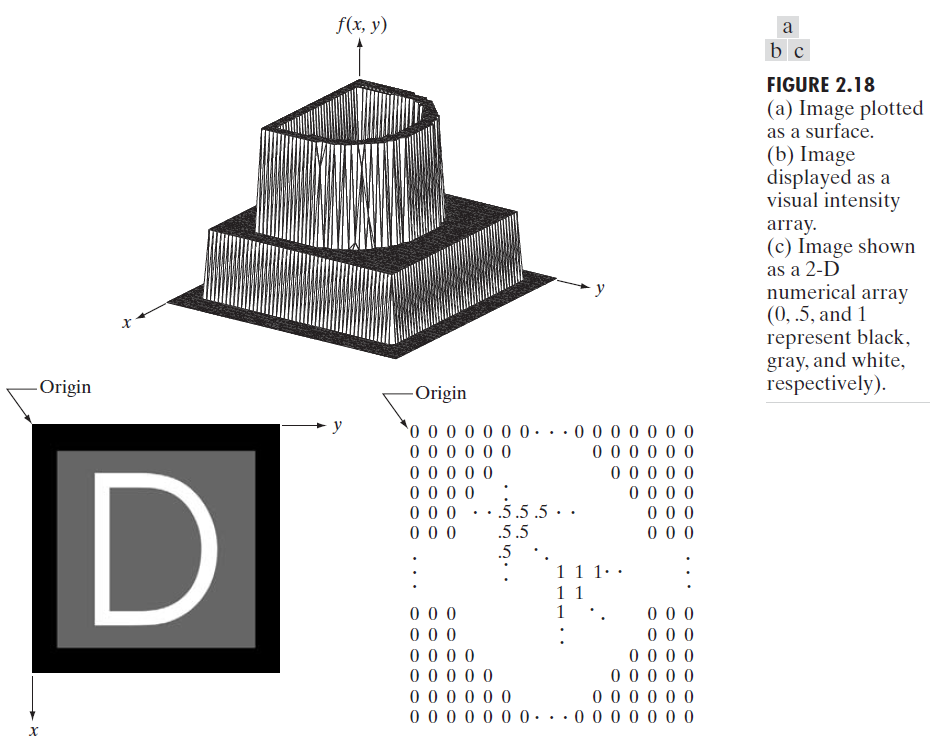 f(x, y)
y
x
a
b c
FIGURE 2.18
(a) Image plotted
as a surface.
(b) Image
displayed as a
visual intensity
array.
(c) Image shown
as a 2-D
numerical array
(0, .5, and 1
represent black,
gray, and white,
respectively).
Origin
y
D
x
Origin
0 0 0 0 0 0 0 · · · 0 0 0 0 0 0 0
0 0 0 0 0 0 0 0 0 0 0 0
0 0 0 0 0 0 0 0 0 0
0 0 0 0 ⋮ 0 0 0 0
0 0 0 · · .5 .5 .5 · · 0 0 0
0 0 0 .5 .5 0 0 0
⋮ .5 ⋱ ⋮
⋮ 1 1 1 · ·
1 1
0 0 0 1 ⋱ 0 0 0
0 0 0 ⋮ 0 0 0
0 0 0 0 0 0 0 0
0 0 0 0 0 0 0 0 0 0
0 0 0 0 0 0 0 0 0 0 0 0
0 0 0 0 0 0 0 · · · 0 0 0 0 0 0 0